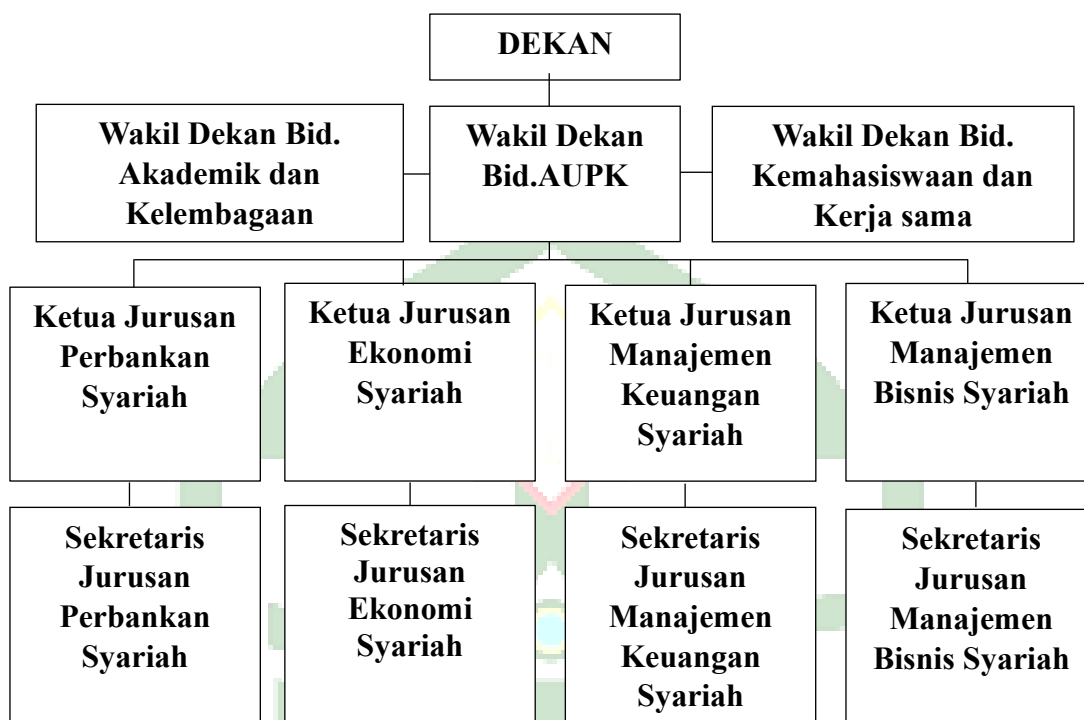 DEKAN
Wakil Dekan Bid.
Akademik dan
Kelembagaan
Wakil Dekan
Bid.AUPK
Wakil Dekan Bid.
Kemahasiswaan dan
Kerja sama
Ketua Jurusan
Perbankan
Syariah
Ketua Jurusan
Ekonomi
Syariah
Ketua Jurusan
Manajemen
Keuangan
Syariah
Ketua Jurusan
Manajemen
Bisnis Syariah
Sekretaris
Jurusan
Perbankan
Syariah
Sekretaris
Jurusan
Ekonomi
Syariah
Sekretaris
Jurusan
Manajemen
Keuangan
Syariah
Sekretaris
Jurusan
Manajemen
Bisnis Syariah